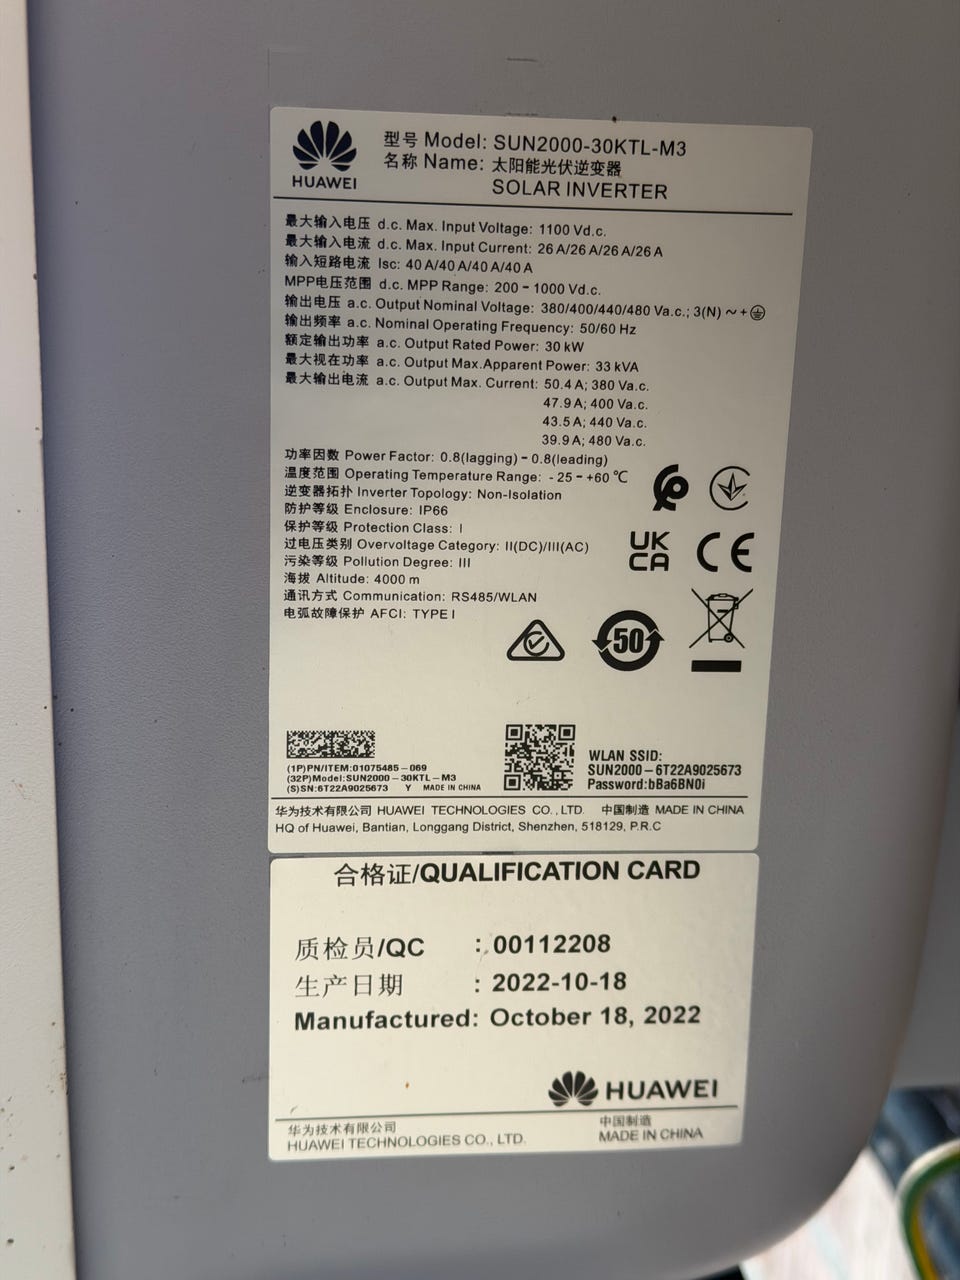 HUAWEI
型号 Model: SUN2000-30KTL-M3
名称 Name: 太阳能光伏逆变器
SOLAR INVERTER
最大输入电压 d.c. Max. Input Voltage: 1100 Vd.c.
最大输入电流 d.c. Max. Input Current: 26 A/26 A/26 A/26 A
输入短路电流 Isc: 40 A/40 A/40 A/40 A
MPP电压范围 d.c. MPP Range: 200 - 1000 Vd.c.
输出电压 a.c. Output Nominal Voltage: 380/400/440/480 Va.c.; 3(N) ~ + ⏚
输出频率 a.c. Nominal Operating Frequency: 50/60 Hz
额定输出功率 a.c. Output Rated Power: 30 kW
最大视在功率 a.c. Output Max.Apparent Power: 33 kVA
最大输出电流 a.c. Output Max. Current: 50.4 A; 380 Va.c.
47.9 A; 400 Va.c.
43.5 A; 440 Va.c.
39.9 A; 480 Va.c.
功率因数 Power Factor: 0.8(lagging) - 0.8(leading)
温度范围 Operating Temperature Range: - 25 - +60 ℃
逆变器拓扑 Inverter Topology: Non-Isolation
防护等级 Enclosure: IP66
保护等级 Protection Class: I
过电压类别 Overvoltage Category: II(DC)/III(AC)
污染等级 Pollution Degree: III
海拔 Altitude: 4000 m
通讯方式 Communication: RS485/WLAN
电弧故障保护 AFCI: TYPE I
UK
CA
CE
50
(1P)PN/ITEM:01075485-069
(32P)Model:SUN2000-30KTL-M3
(S)SN:6T22A9025673 Y MADE IN CHINA
WLAN SSID:
SUN2000-6T22A9025673
Password:bBa6BN0i
华为技术有限公司 HUAWEI TECHNOLOGIES CO., LTD. 中国制造 MADE IN CHINA
HQ of Huawei, Bantian, Longgang District, Shenzhen, 518129, P.R.C
合格证/QUALIFICATION CARD
质检员/QC : 00112208
生产日期 : 2022-10-18
Manufactured: October 18, 2022
HUAWEI
华为技术有限公司
HUAWEI TECHNOLOGIES CO., LTD.
中国制造
MADE IN CHINA